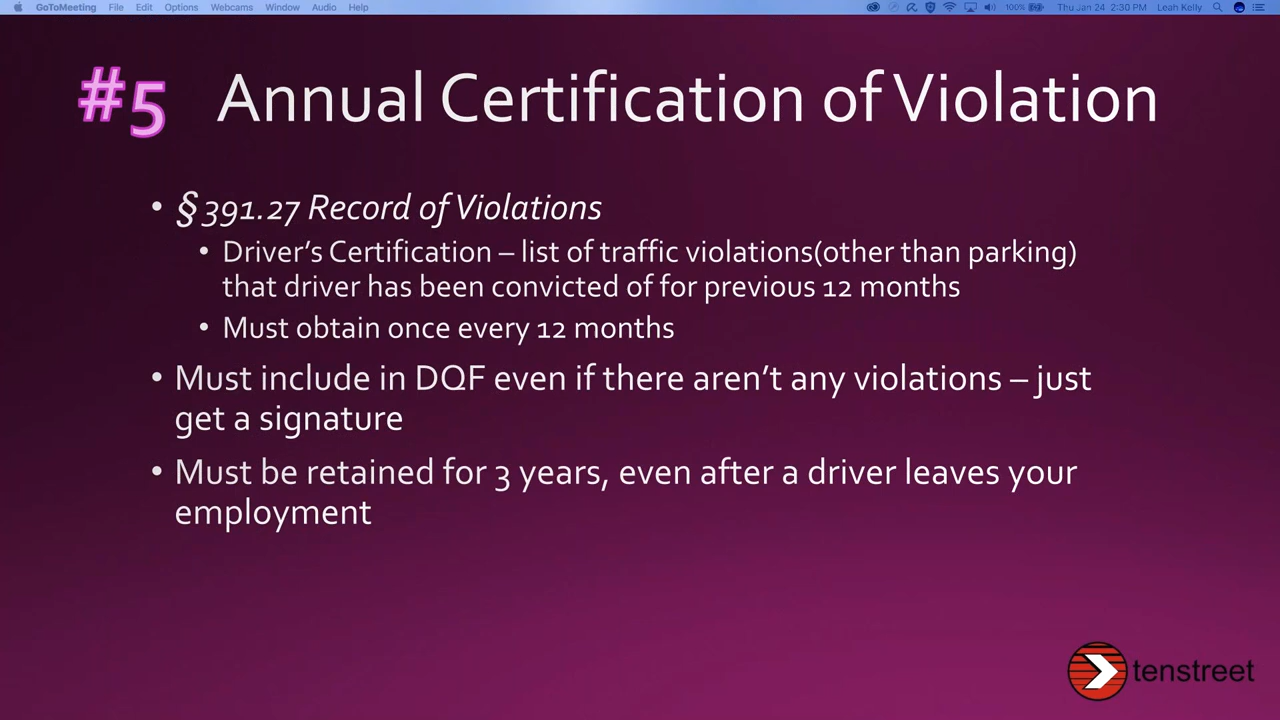 GoToMeeting File Edit Options Webcams Window Audio Help 100% Thu Jan 24 2:30 PM Leah Kelly
#5 Annual Certification of Violation
• § 391.27 Record of Violations
• Driver's Certification – list of traffic violations(other than parking)
that driver has been convicted of for previous 12 months
• Must obtain once every 12 months
• Must include in DQF even if there aren't any violations – just
get a signature
• Must be retained for 3 years, even after a driver leaves your
employment
tenstreet